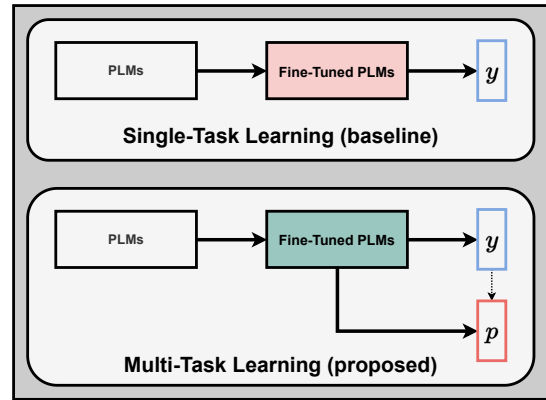 PLMs
Fine-Tuned PLMs
y
Single-Task Learning (baseline)
PLMs
Fine-Tuned PLMs
y
p
Multi-Task Learning (proposed)